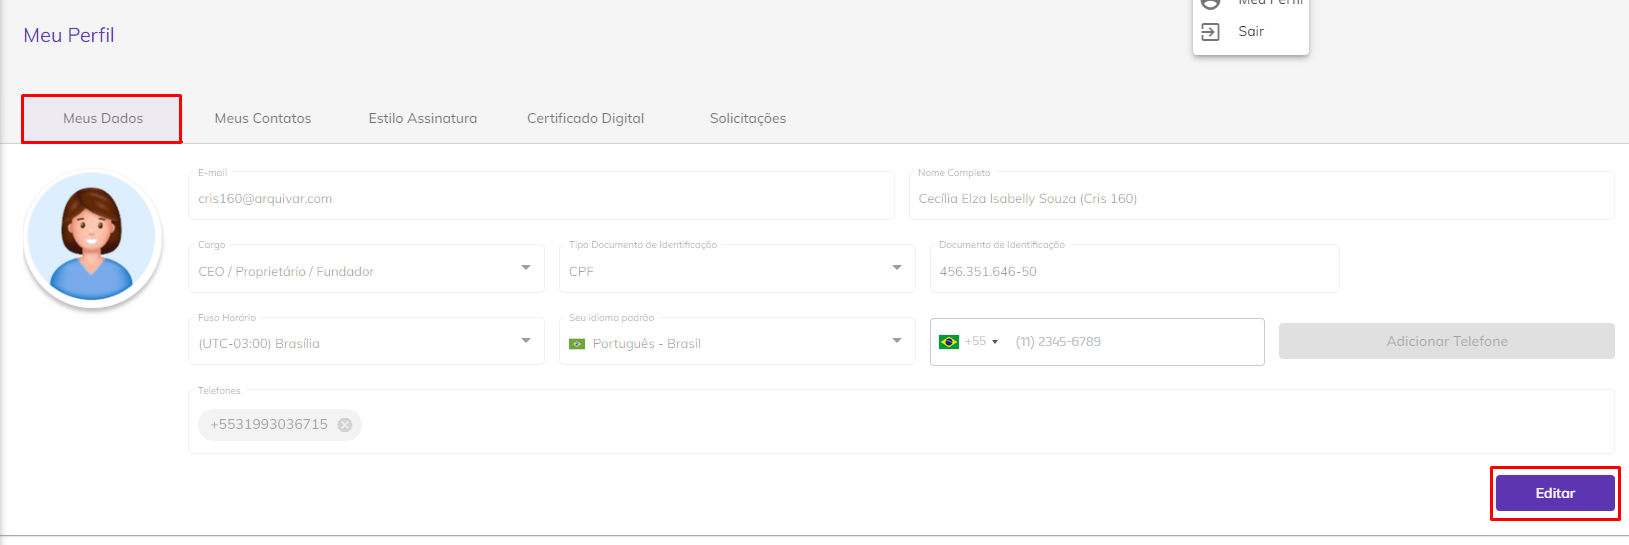 Meu Perfil
Meu Perfil
Sair
Meus Dados
Meus Contatos
Estilo Assinatura
Certificado Digital
Solicitações
E-mail
cris160@arquivar.com
Nome Completo
Cecília Elza Isabelly Souza (Cris 160)
Cargo
CEO / Proprietário / Fundador
Tipo Documento de Identificação
CPF
Documento de Identificação
456.351.646-50
Fuso Horário
(UTC-03:00) Brasília
Seu idioma padrão
Português - Brasil
+55 (11) 2345-6789
Adicionar Telefone
Telefones
+5531993036715
Editar